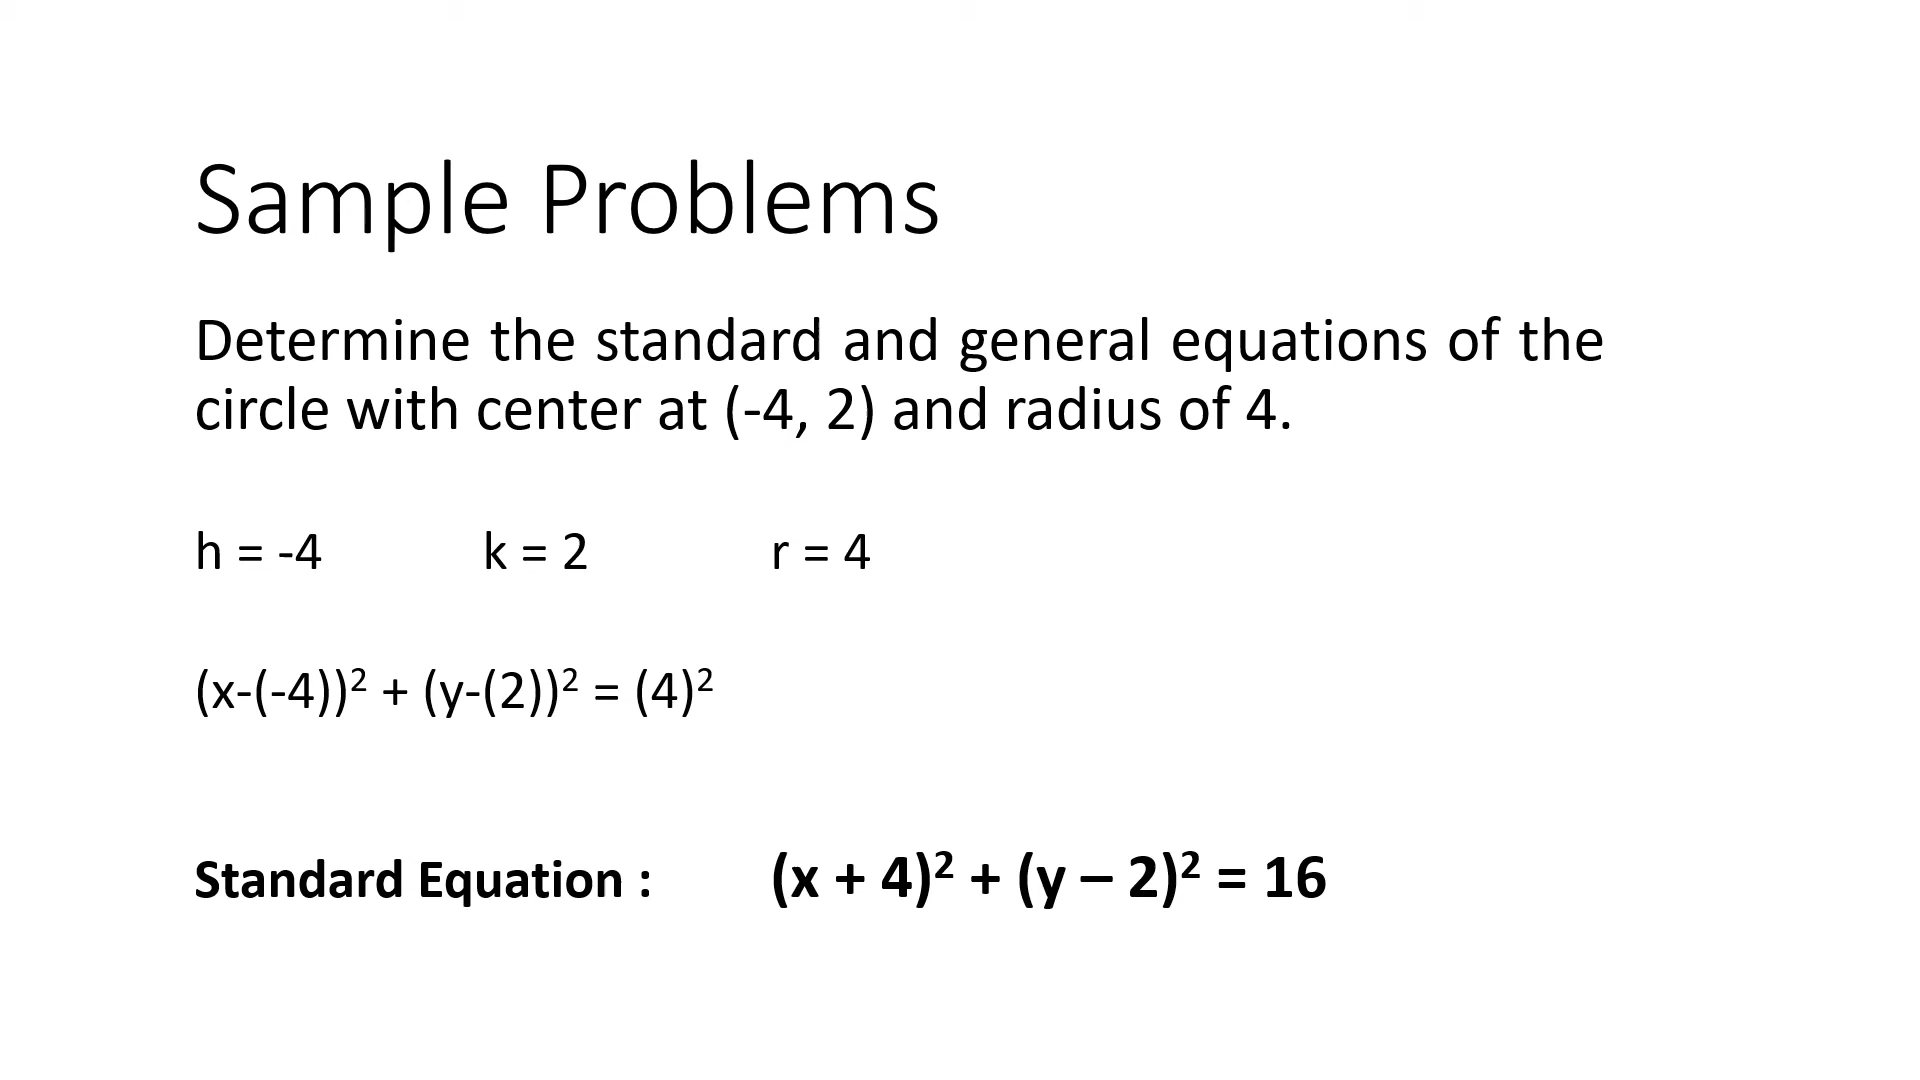 Sample Problems
Determine the standard and general equations of the
circle with center at (-4, 2) and radius of 4.
h = -4 k = 2 r = 4
(x-(-4))² + (y-(2))² = (4)²
Standard Equation : (x + 4)² + (y – 2)² = 16